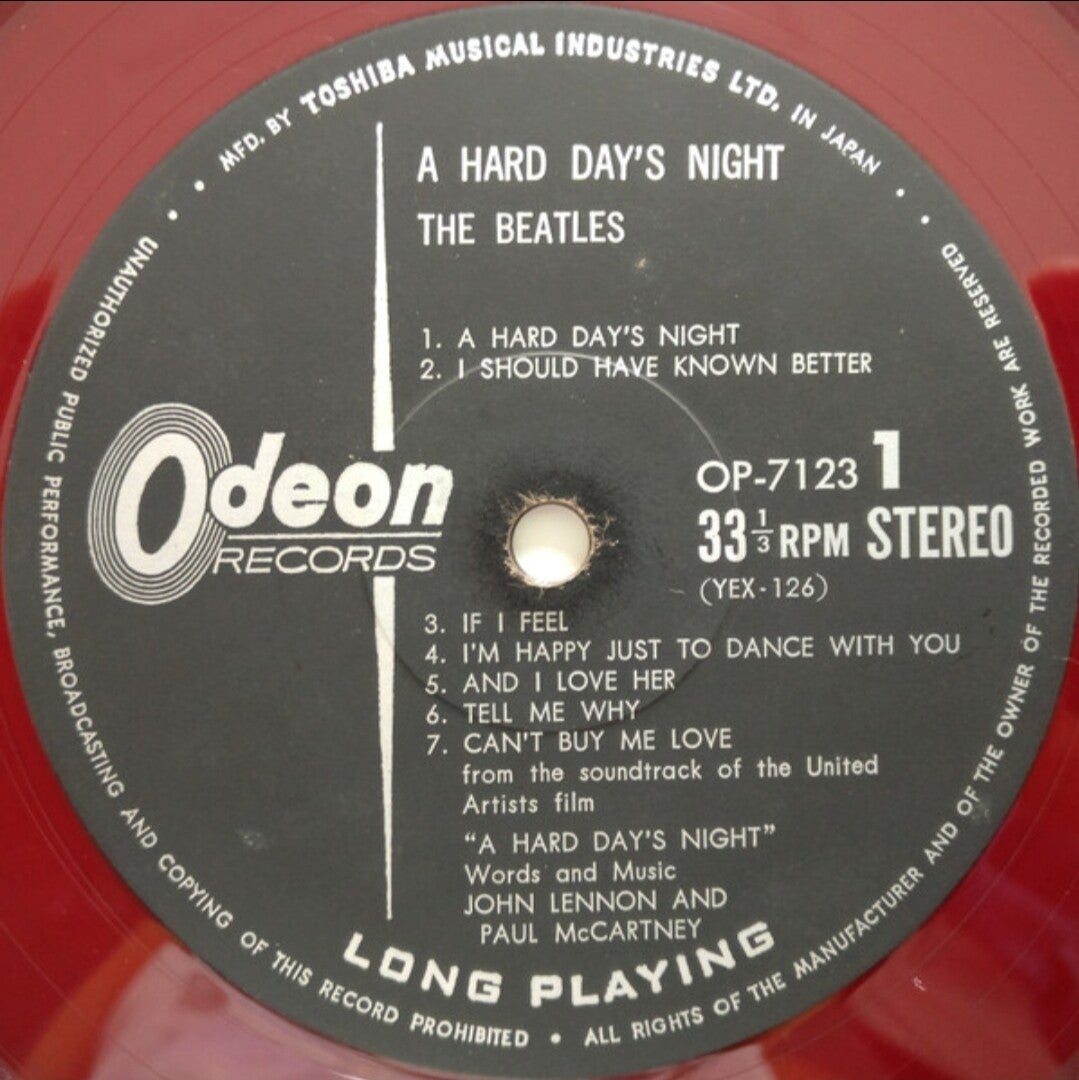 MFD. BY TOSHIBA MUSICAL INDUSTRIES LTD. IN JAPAN
A HARD DAY'S NIGHT
THE BEATLES
1. A HARD DAY'S NIGHT
2. I SHOULD HAVE KNOWN BETTER
Odeon
RECORDS
OP-7123 1
33 1/3 RPM STEREO
(YEX-126)
3. IF I FEEL
4. I'M HAPPY JUST TO DANCE WITH YOU
5. AND I LOVE HER
6. TELL ME WHY
7. CAN'T BUY ME LOVE
from the soundtrack of the United
Artists film
"A HARD DAY'S NIGHT"
Words and Music
JOHN LENNON AND
PAUL McCARTNEY
LONG PLAYING
UNAUTHORIZED PUBLIC PERFORMANCE, BROADCASTING AND COPYING OF THIS RECORD PROHIBITED • ALL RIGHTS OF THE MANUFACTURER AND OF THE OWNER OF THE RECORDED WORK ARE RESERVED